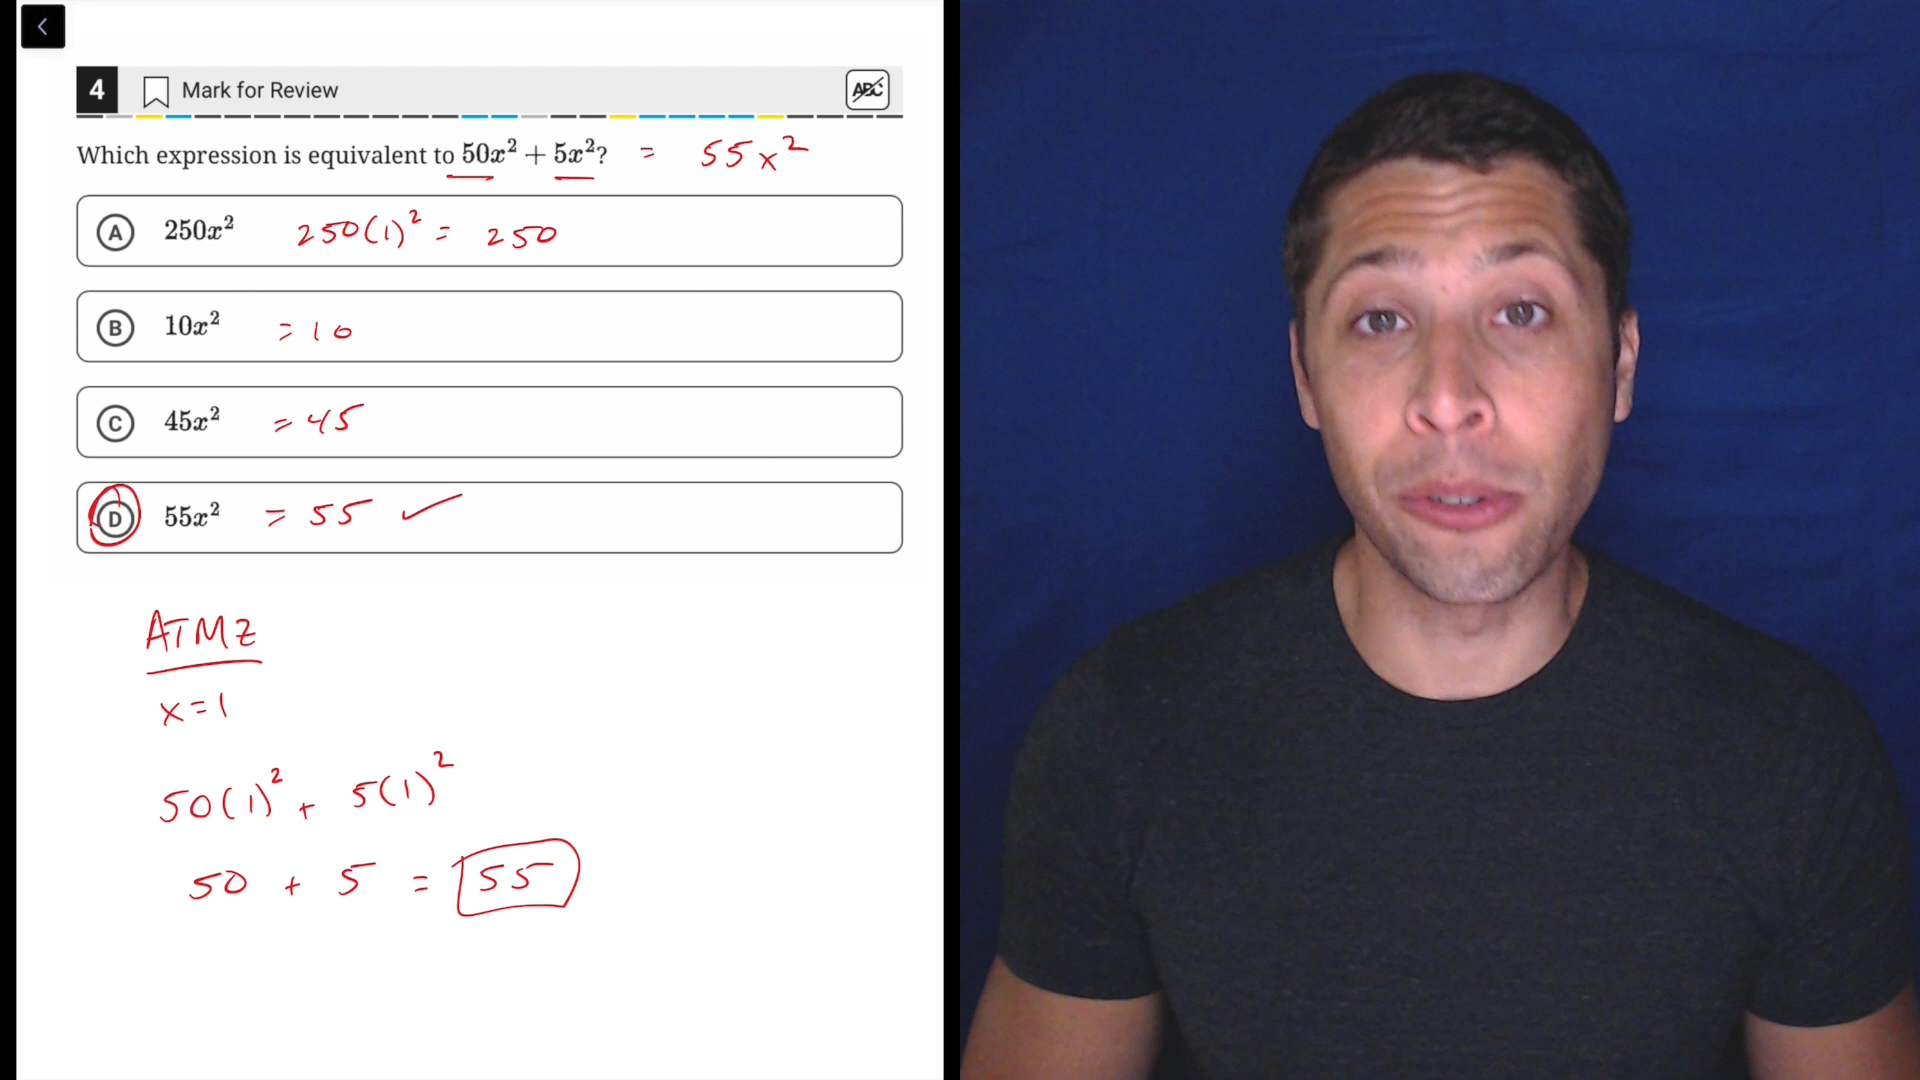 4 Mark for Review ABC
Which expression is equivalent to 50x² + 5x²? = 55x²
A 250x² 250(1)² = 250
B 10x² = 10
C 45x² = 45
D 55x² = 55 ✓
ATMZ
x=1
50(1)² + 5(1)²
50 + 5 = 55